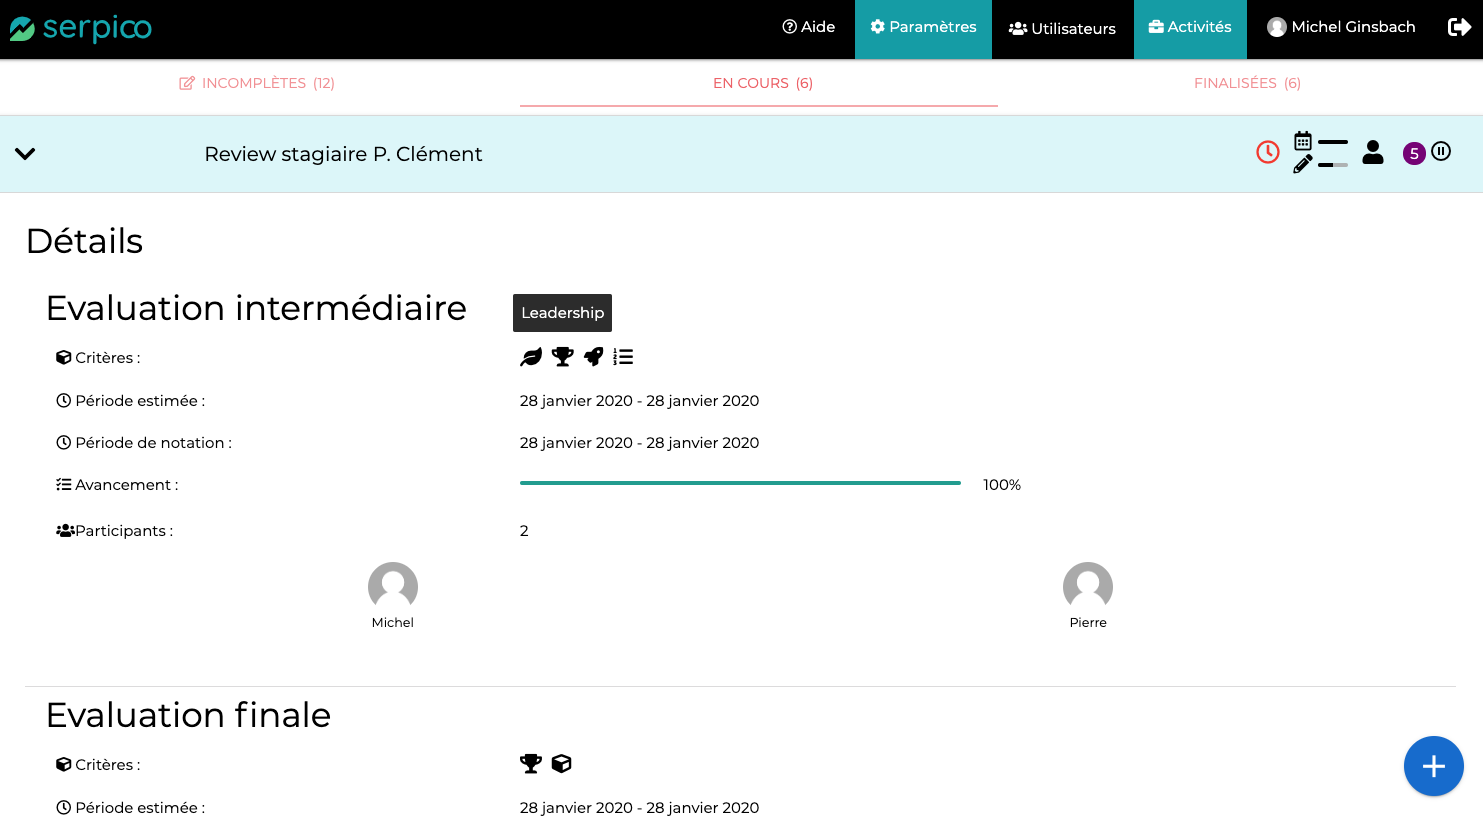 serpico
Aide
Paramètres
Utilisateurs
Activités
Michel Ginsbach
INCOMPLÈTES (12)
EN COURS (6)
FINALISÉES (6)
Review stagiaire P. Clément
5
Détails
Evaluation intermédiaire
Leadership
Critères :
Période estimée :
28 janvier 2020 - 28 janvier 2020
Période de notation :
28 janvier 2020 - 28 janvier 2020
Avancement :
100%
Participants :
2
Michel
Pierre
Evaluation finale
Critères :
Période estimée :
28 janvier 2020 - 28 janvier 2020